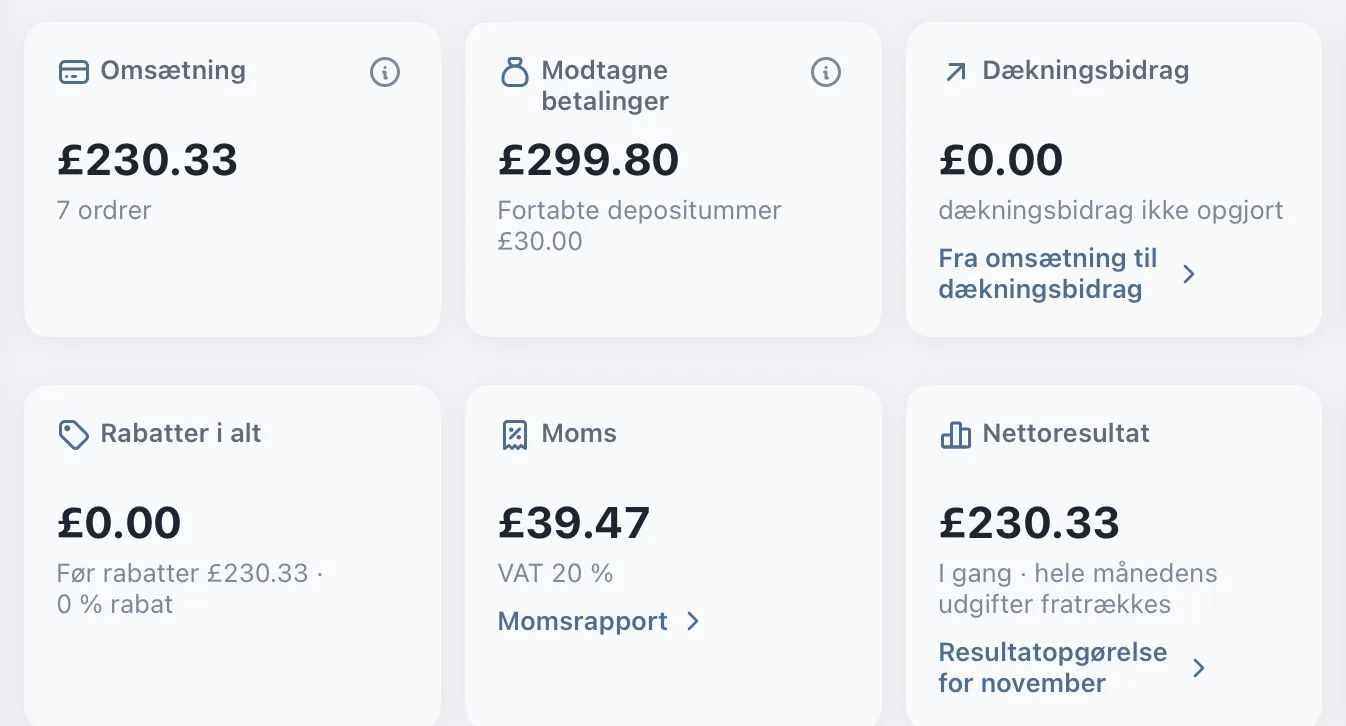 Omsætning
£230.33
7 ordrer
Modtagne
betalinger
£299.80
Fortabte depositummer
£30.00
Dækningsbidrag
£0.00
dækningsbidrag ikke opgjort
Fra omsætning til
dækningsbidrag
Rabatter i alt
£0.00
Før rabatter £230.33 ·
0 % rabat
Moms
£39.47
VAT 20 %
Momsrapport
Nettoresultat
£230.33
I gang · hele månedens
udgifter fratrækkes
Resultatopgørelse
for november